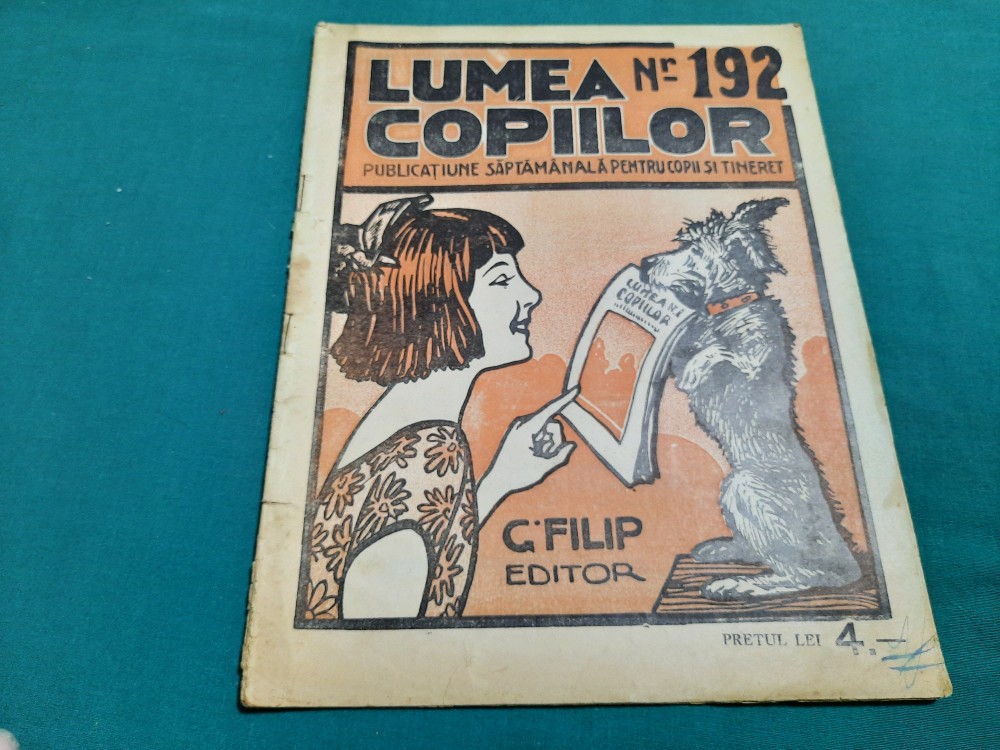 LUMEA Nr 192
COPIILOR
PUBLICAȚIUNE SĂPTĂMÂNALĂ PENTRU COPII ȘI TINERET
LUMEA
COPIILOR
G. FILIP
EDITOR
PRETUL LEI 4.-